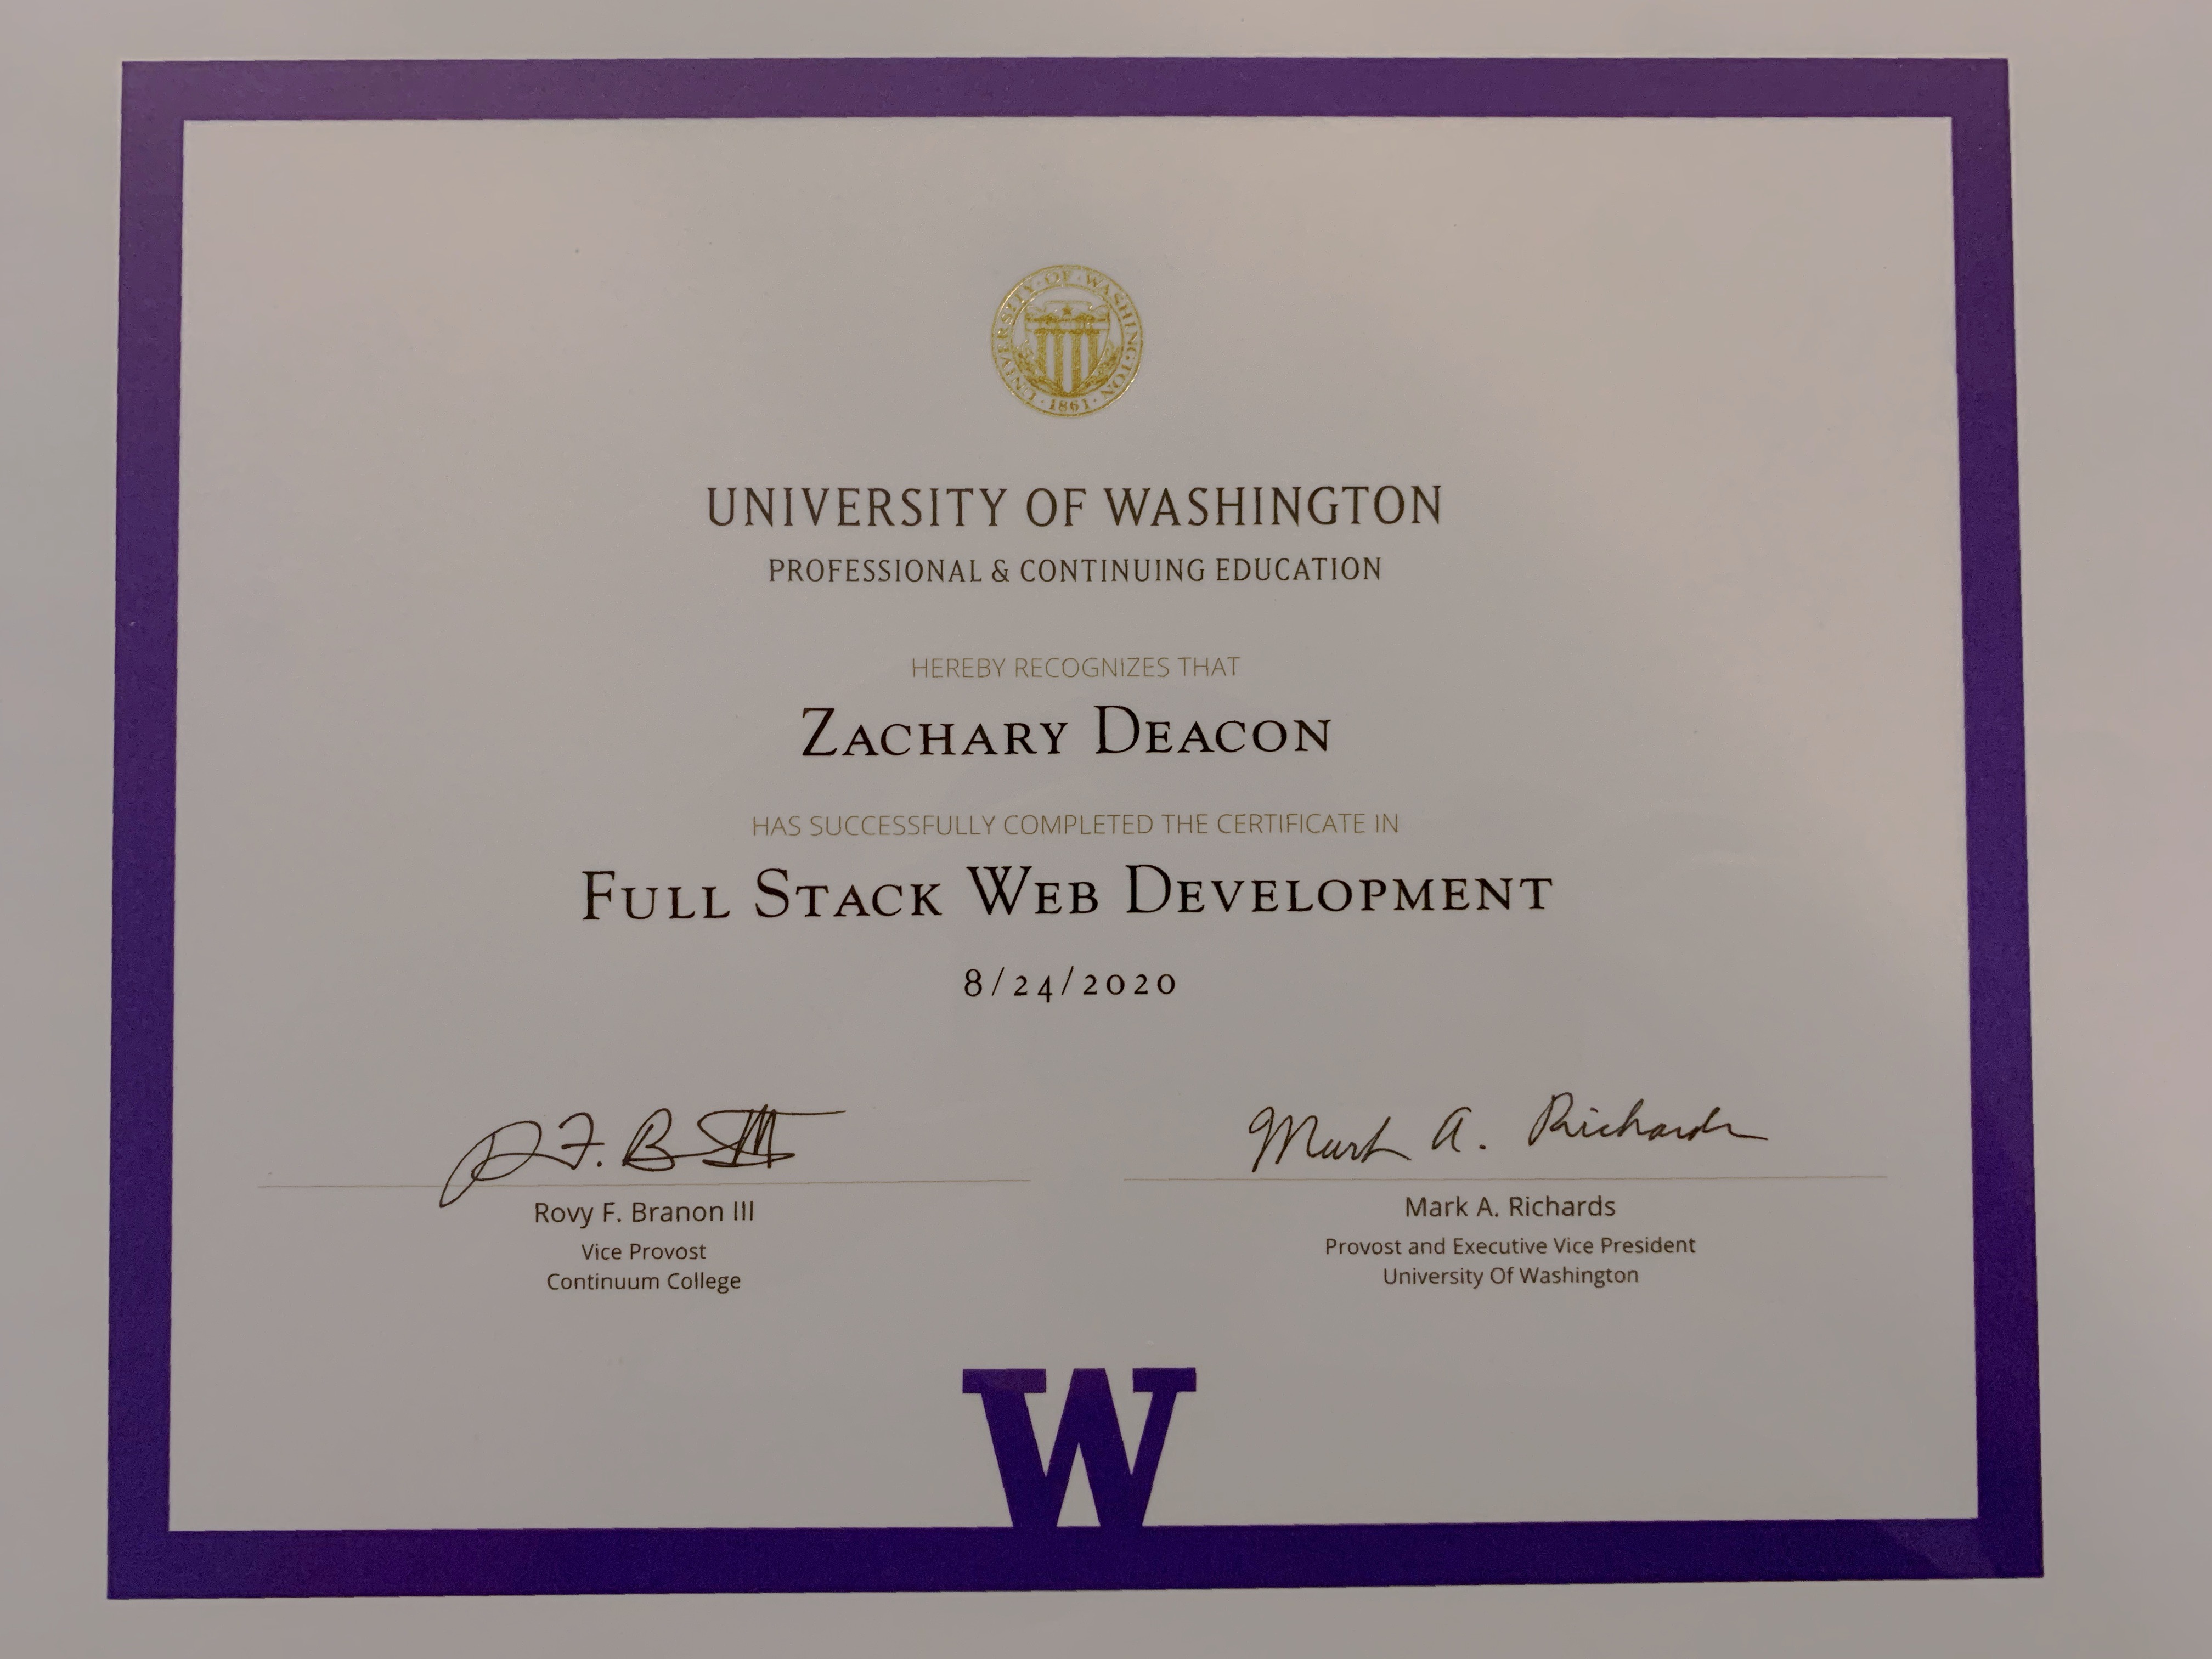 UNIVERSITY OF WASHINGTON
1861
UNIVERSITY OF WASHINGTON
PROFESSIONAL & CONTINUING EDUCATION
HEREBY RECOGNIZES THAT
ZACHARY DEACON
HAS SUCCESSFULLY COMPLETED THE CERTIFICATE IN
FULL STACK WEB DEVELOPMENT
8/24/2020
R F. B III
Mark A. Richards
Rovy F. Branon III
Vice Provost
Continuum College
Mark A. Richards
Provost and Executive Vice President
University Of Washington
W